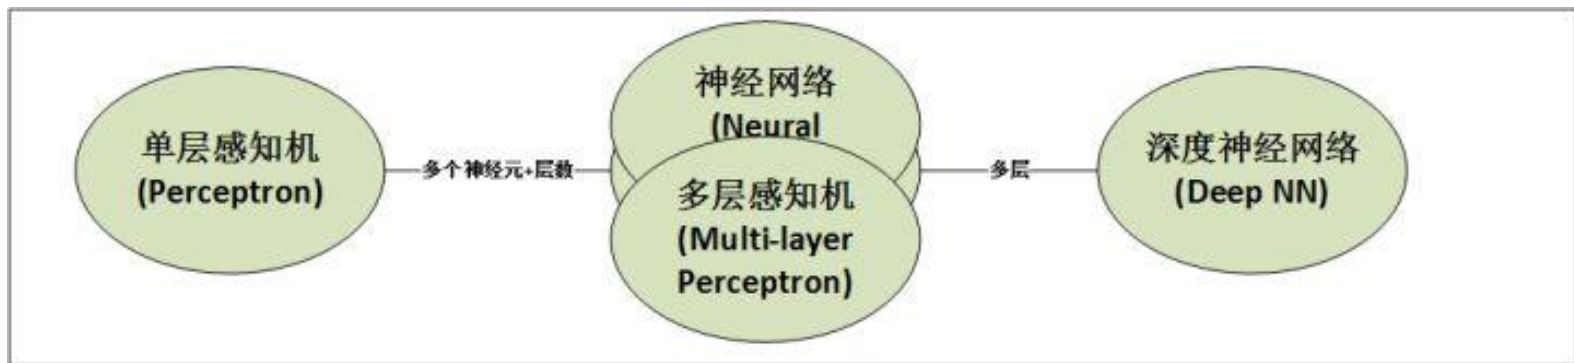 单层感知机
(Perceptron)
多个神经元+层数
神经网络
(Neural
多层感知机
(Multi-layer
Perceptron)
多层
深度神经网络
(Deep NN)